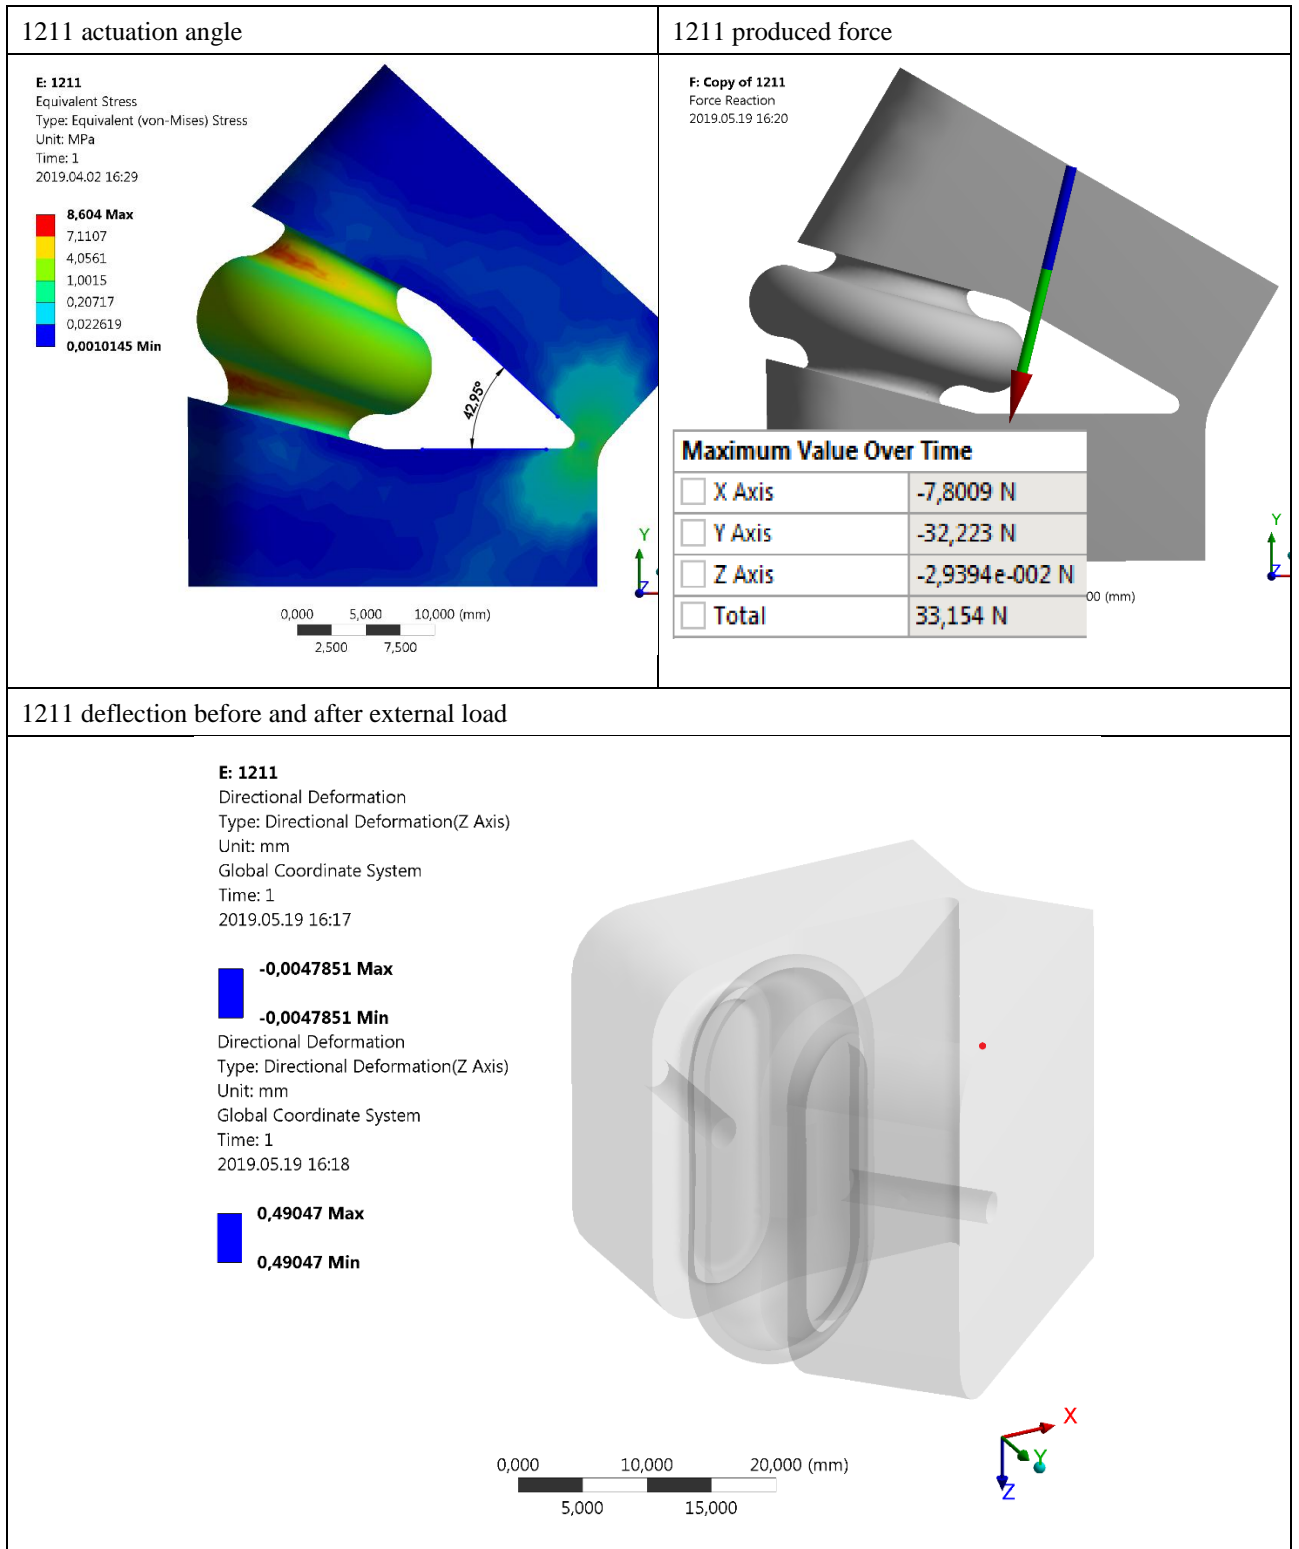 1211 actuation angle
1211 produced force
E: 1211
Equivalent Stress
Type: Equivalent (von-Mises) Stress
Unit: MPa
Time: 1
2019.04.02 16:29
8,604 Max
7,1107
4,0561
1,0015
0,20717
0,022619
0,0010145 Min
42.95°
Y
Z
0,000 5,000 10,000 (mm)
2,500 7,500
F: Copy of 1211
Force Reaction
2019.05.19 16:20
Maximum Value Over Time
X Axis -7,8009 N
Y Axis -32,223 N
Z Axis -2,9394e-002 N
Total 33,154 N
00 (mm)
Y
Z
1211 deflection before and after external load
E: 1211
Directional Deformation
Type: Directional Deformation(Z Axis)
Unit: mm
Global Coordinate System
Time: 1
2019.05.19 16:17
-0,0047851 Max
-0,0047851 Min
Directional Deformation
Type: Directional Deformation(Z Axis)
Unit: mm
Global Coordinate System
Time: 1
2019.05.19 16:18
0,49047 Max
0,49047 Min
X
Y
Z
0,000 10,000 20,000 (mm)
5,000 15,000